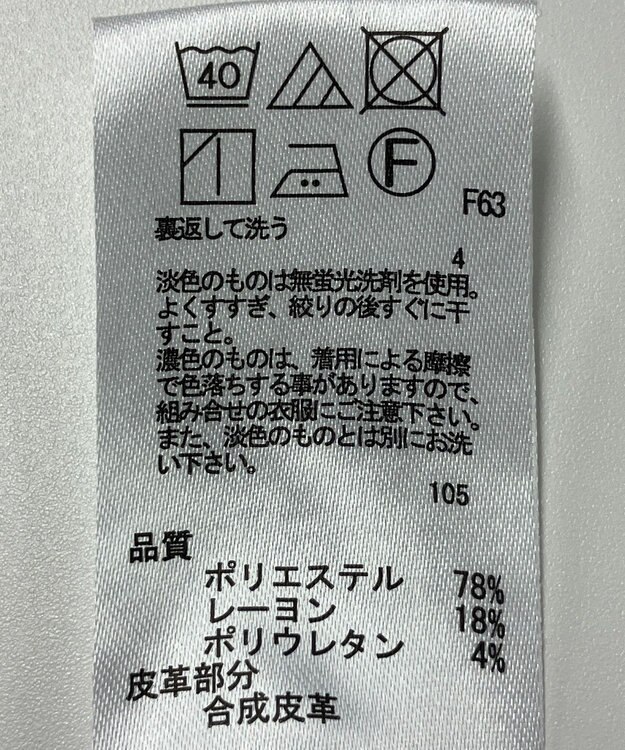 40
F
F63
裏返して洗う
4
淡色のものは無蛍光洗剤を使用。
よくすすぎ、絞りの後すぐに干
すこと。
濃色のものは、着用による摩擦
で色落ちする事がありますので、
組み合せの衣服にご注意下さい。
また、淡色のものとは別にお洗
い下さい。
105
品質
ポリエステル 78%
レーヨン 18%
ポリウレタン 4%
皮革部分
合成皮革